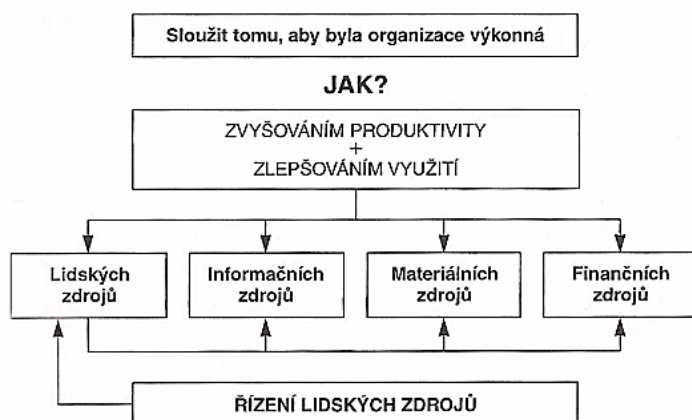 Sloužit tomu, aby byla organizace výkonná
JAK?
ZVYŠOVÁNÍM PRODUKTIVITY
+
ZLEPŠOVÁNÍM VYUŽITÍ
Lidských
zdrojů
Informačních
zdrojů
Materiálních
zdrojů
Finančních
zdrojů
ŘÍZENÍ LIDSKÝCH ZDROJŮ